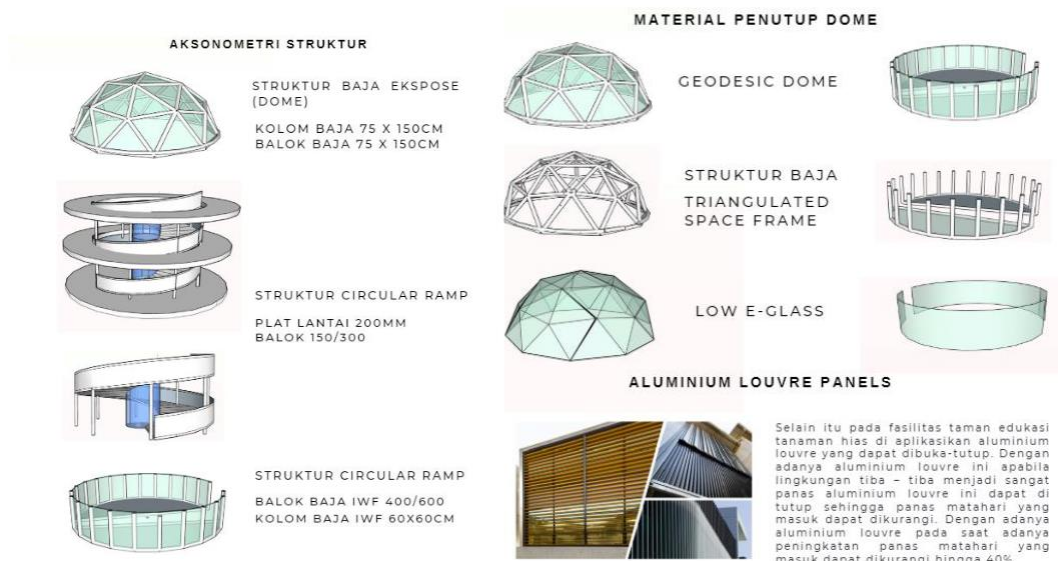 AKSONOMETRI STRUKTUR
STRUKTUR BAJA EKSPOSE
(DOME)
KOLOM BAJA 75 X 150CM
BALOK BAJA 75 X 150CM
STRUKTUR CIRCULAR RAMP
PLAT LANTAI 200MM
BALOK 150/300
STRUKTUR CIRCULAR RAMP
BALOK BAJA IWF 400/600
KOLOM BAJA IWF 60X60CM
MATERIAL PENUTUP DOME
GEODESIC DOME
STRUKTUR BAJA
TRIANGULATED
SPACE FRAME
LOW E-GLASS
ALUMINIUM LOUVRE PANELS
Selain itu pada fasilitas taman edukasi
tanaman hias di aplikasikan aluminium
louvre yang dapat dibuka-tutup. Dengan
adanya aluminium louvre ini apabila
lingkungan tiba – tiba menjadi sangat
panas aluminium louvre ini dapat di
tutup sehingga panas matahari yang
masuk dapat dikurangi. Dengan adanya
aluminium louvre pada saat adanya
peningkatan panas matahari yang
masuk dapat dikurangi hingga 40%